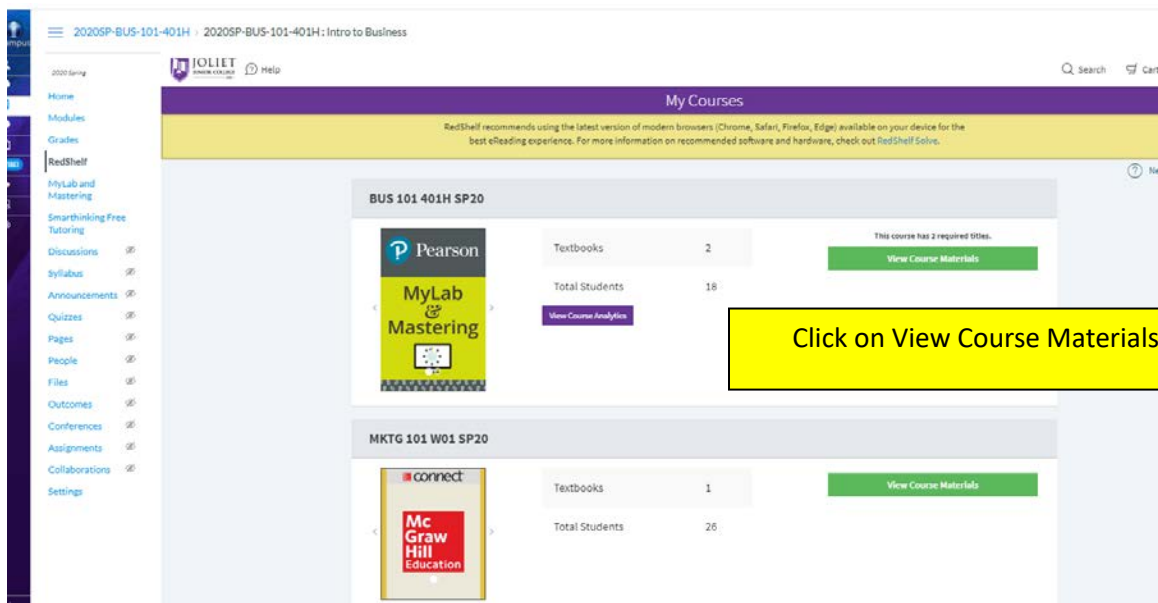 2020SP-BUS-101-401H › 2020SP-BUS-101-401H : Intro to Business
2020 Spring
Home
Modules
Grades
RedShelf
MyLab and
Mastering
Smarthinking Free
Tutoring
Discussions
Syllabus
Announcements
Quizzes
Pages
People
Files
Outcomes
Conferences
Assignments
Collaborations
Settings
JOLIET
JUNIOR COLLEGE
Help
Search
Cart
My Courses
RedShelf recommends using the latest version of modern browsers (Chrome, Safari, Firefox, Edge) available on your device for the
best eReading experience. For more information on recommended software and hardware, check out RedShelf Solve.
BUS 101 401H SP20
Pearson
MyLab
&
Mastering
Textbooks 2
Total Students 18
View Course Analytics
This course has 2 required titles.
View Course Materials
Click on View Course Materials
MKTG 101 W01 SP20
connect
Mc
Graw
Hill
Education
Textbooks 1
Total Students 26
View Course Materials